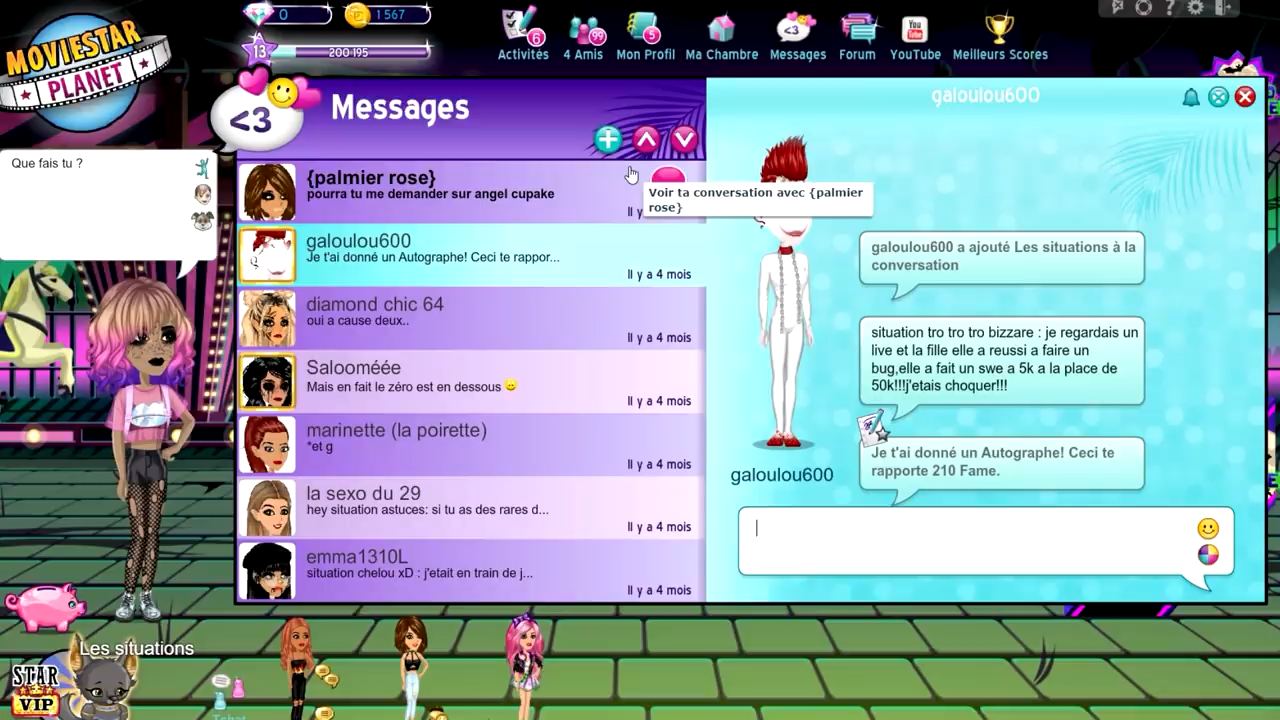 MOVIESTAR
PLANET
0
1 567
13
200 195
6
99
5
<3
You
Tube
Activités
4 Amis
Mon Profil
Ma Chambre
Messages
Forum
YouTube
Meilleurs Scores
<3
Messages
galoulou600
Que fais tu ?
{palmier rose}
pourra tu me demander sur angel cupake
Il y
Voir ta conversation avec {palmier
rose}
galoulou600
Je t'ai donné un Autographe! Ceci te rappor...
Il y a 4 mois
diamond chic 64
oui a cause deux..
Il y a 4 mois
Salooméée
Mais en fait le zéro est en dessous
Il y a 4 mois
marinette (la poirette)
*et g
Il y a 4 mois
la sexo du 29
hey situation astuces: si tu as des rares d...
Il y a 4 mois
emma1310L
situation chelou xD : j'etait en train de j...
Il y a 4 mois
galoulou600
galoulou600 a ajouté Les situations à la
conversation
situation tro tro tro bizzare : je regardais un
live et la fille elle a reussi a faire un
bug,elle a fait un swe a 5k a la place de
50k!!!j'etais choquer!!!
Je t'ai donné un Autographe! Ceci te
rapporte 210 Fame.
Les situations
STAR
VIP